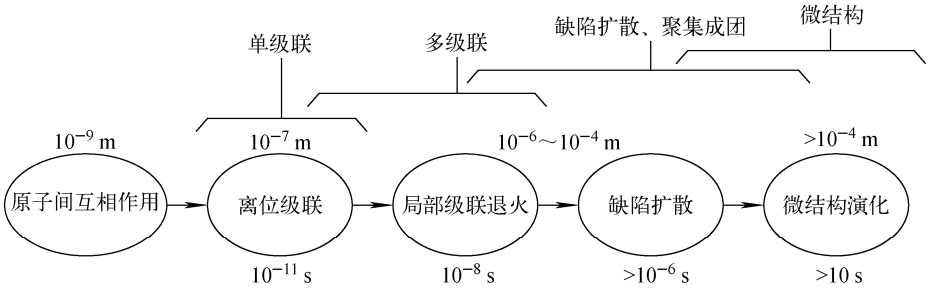 单级联
多级联
缺陷扩散、聚集成团
微结构
10⁻⁹ m
10⁻⁷ m
10⁻⁶～10⁻⁴ m
>10⁻⁴ m
原子间互相作用
离位级联
局部级联退火
缺陷扩散
微结构演化
10⁻¹¹ s
10⁻⁸ s
>10⁻⁶ s
>10 s